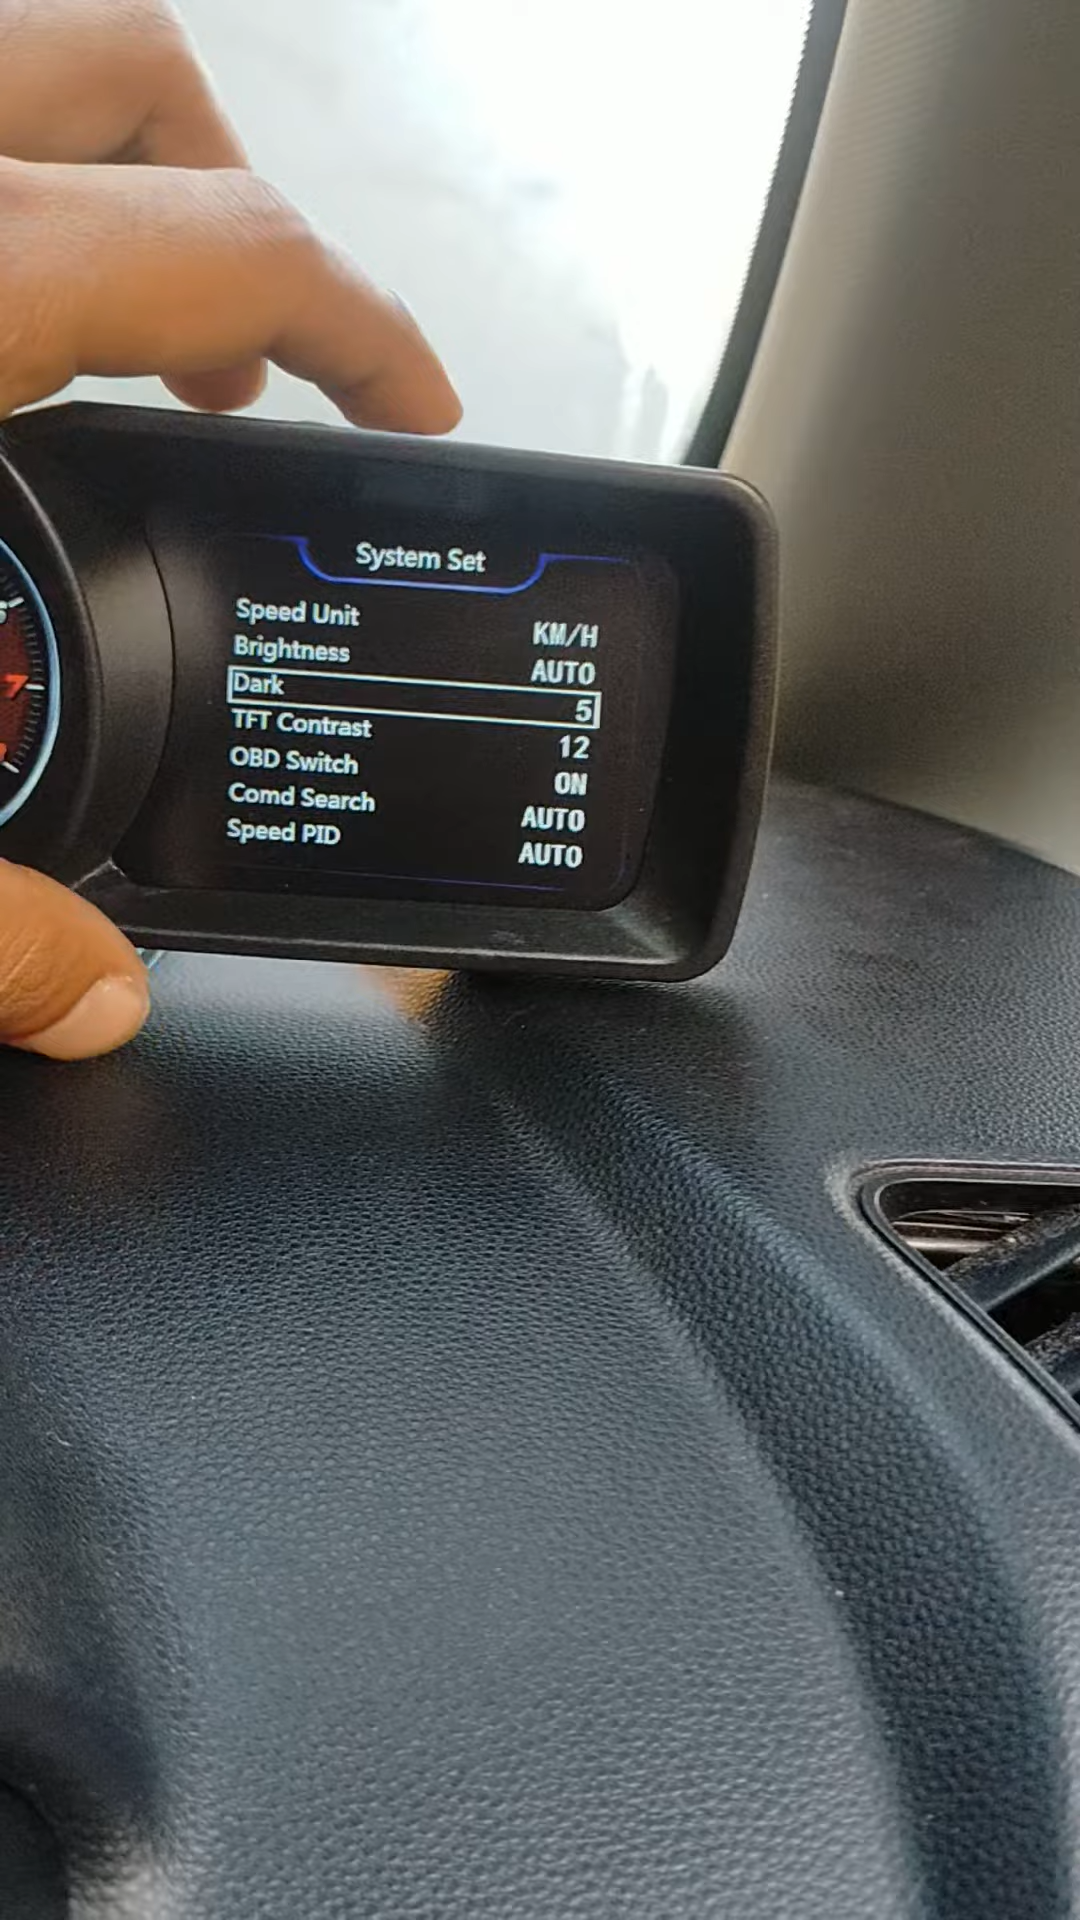 System Set
Speed Unit KM/H
Brightness AUTO
Dark 5
TFT Contrast 12
OBD Switch ON
Comd Search AUTO
Speed PID AUTO
7